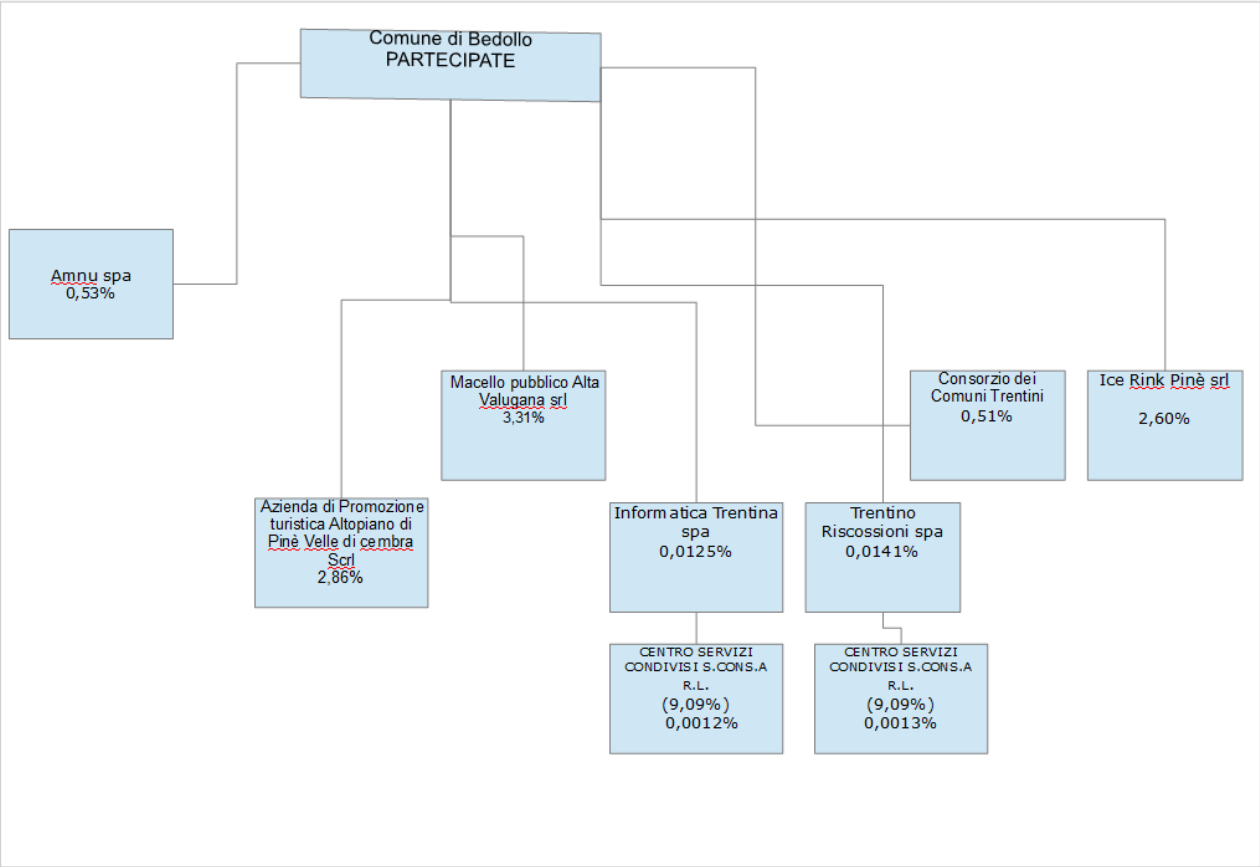 Comune di Bedollo
PARTECIPATE
Amnu spa
0,53%
Macello pubblico Alta
Valugana srl
3,31%
Consorzio dei
Comuni Trentini
0,51%
Ice Rink Pinè srl
2,60%
Azienda di Promozione
turistica Altopiano di
Pinè Velle di cembra
Scrl
2,86%
Informatica Trentina
spa
0,0125%
Trentino
Riscossioni spa
0,0141%
CENTRO SERVIZI
CONDIVISI S.CONS.A
R.L.
(9,09%)
0,0012%
CENTRO SERVIZI
CONDIVISI S.CONS.A
R.L.
(9,09%)
0,0013%